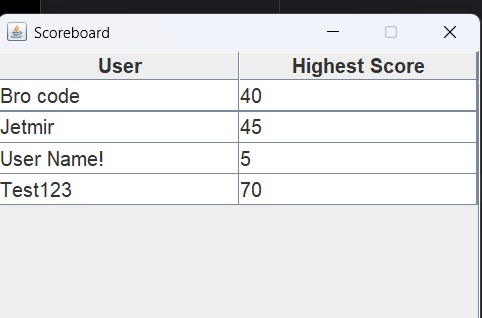 Scoreboard
User Highest Score
Bro code 40
Jetmir 45
User Name! 5
Test123 70